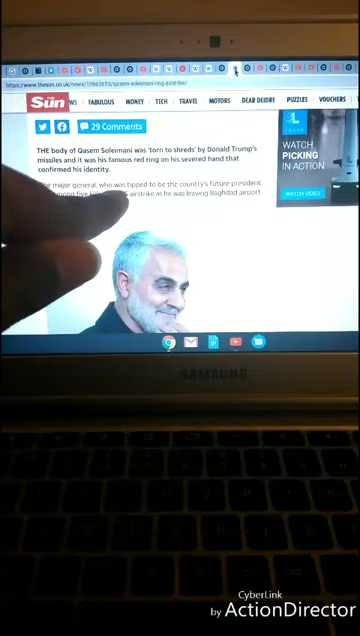 https://www.thesun.co.uk/news/10663655/qasem-soleimani-ring-airstrike/
THE Sun
WS FABULOUS MONEY TECH TRAVEL MOTORS DEAR DEIDRE PUZZLES VOUCHERS
29 Comments
THE body of Qasem Soleimani was 'torn to shreds' by Donald Trump's
missiles and it was his famous red ring on his severed hand that
confirmed his identity.
major general, who was tipped to be the country's future president,
airstrike as he was leaving Baghdad airport
WATCH
PICKING
IN ACTION
WATCH VIDEO
SAMSUNG
CyberLink
by ActionDirector